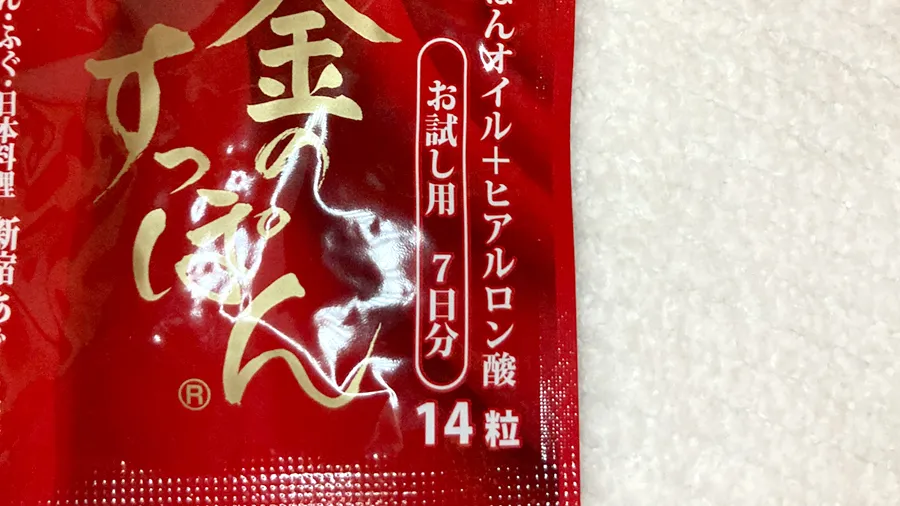 ぽんオイル+ヒアルロン酸
お試し用 7日分
14粒
金の
すっぽん
®
ん・ふぐ・日本料理 新宿